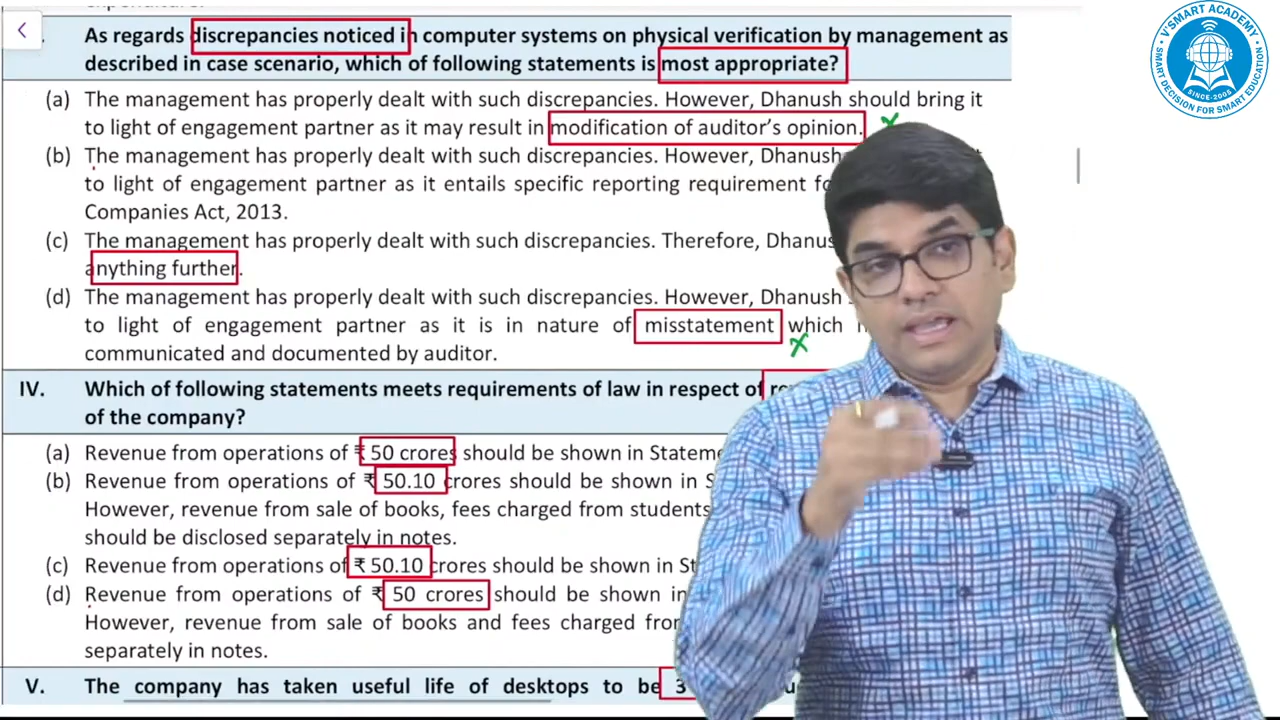 V'SMART ACADEMY
SMART DECISION FOR SMART EDUCATION
SINCE-2005
As regards discrepancies noticed in computer systems on physical verification by management as
described in case scenario, which of following statements is most appropriate?
(a) The management has properly dealt with such discrepancies. However, Dhanush should bring it
to light of engagement partner as it may result in modification of auditor's opinion.
(b) The management has properly dealt with such discrepancies. However, Dhanush
to light of engagement partner as it entails specific reporting requirement
Companies Act, 2013.
(c) The management has properly dealt with such discrepancies. Therefore,
anything further.
(d) The management has properly dealt with such discrepancies. However, Dhanush
to light of engagement partner as it is in nature of misstatement which
communicated and documented by auditor.
IV. Which of following statements meets requirements of law in respect of
of the company?
(a) Revenue from operations of ₹ 50 crores should be shown in
(b) Revenue from operations of ₹ 50.10 crores should be shown in
However, revenue from sale of books, fees charged from students
should be disclosed separately in notes.
(c) Revenue from operations of ₹ 50.10 crores should be shown in
(d) Revenue from operations of ₹ 50 crores should be shown in
However, revenue from sale of books and fees charged
separately in notes.
V. The company has taken useful life of desktops to be 3